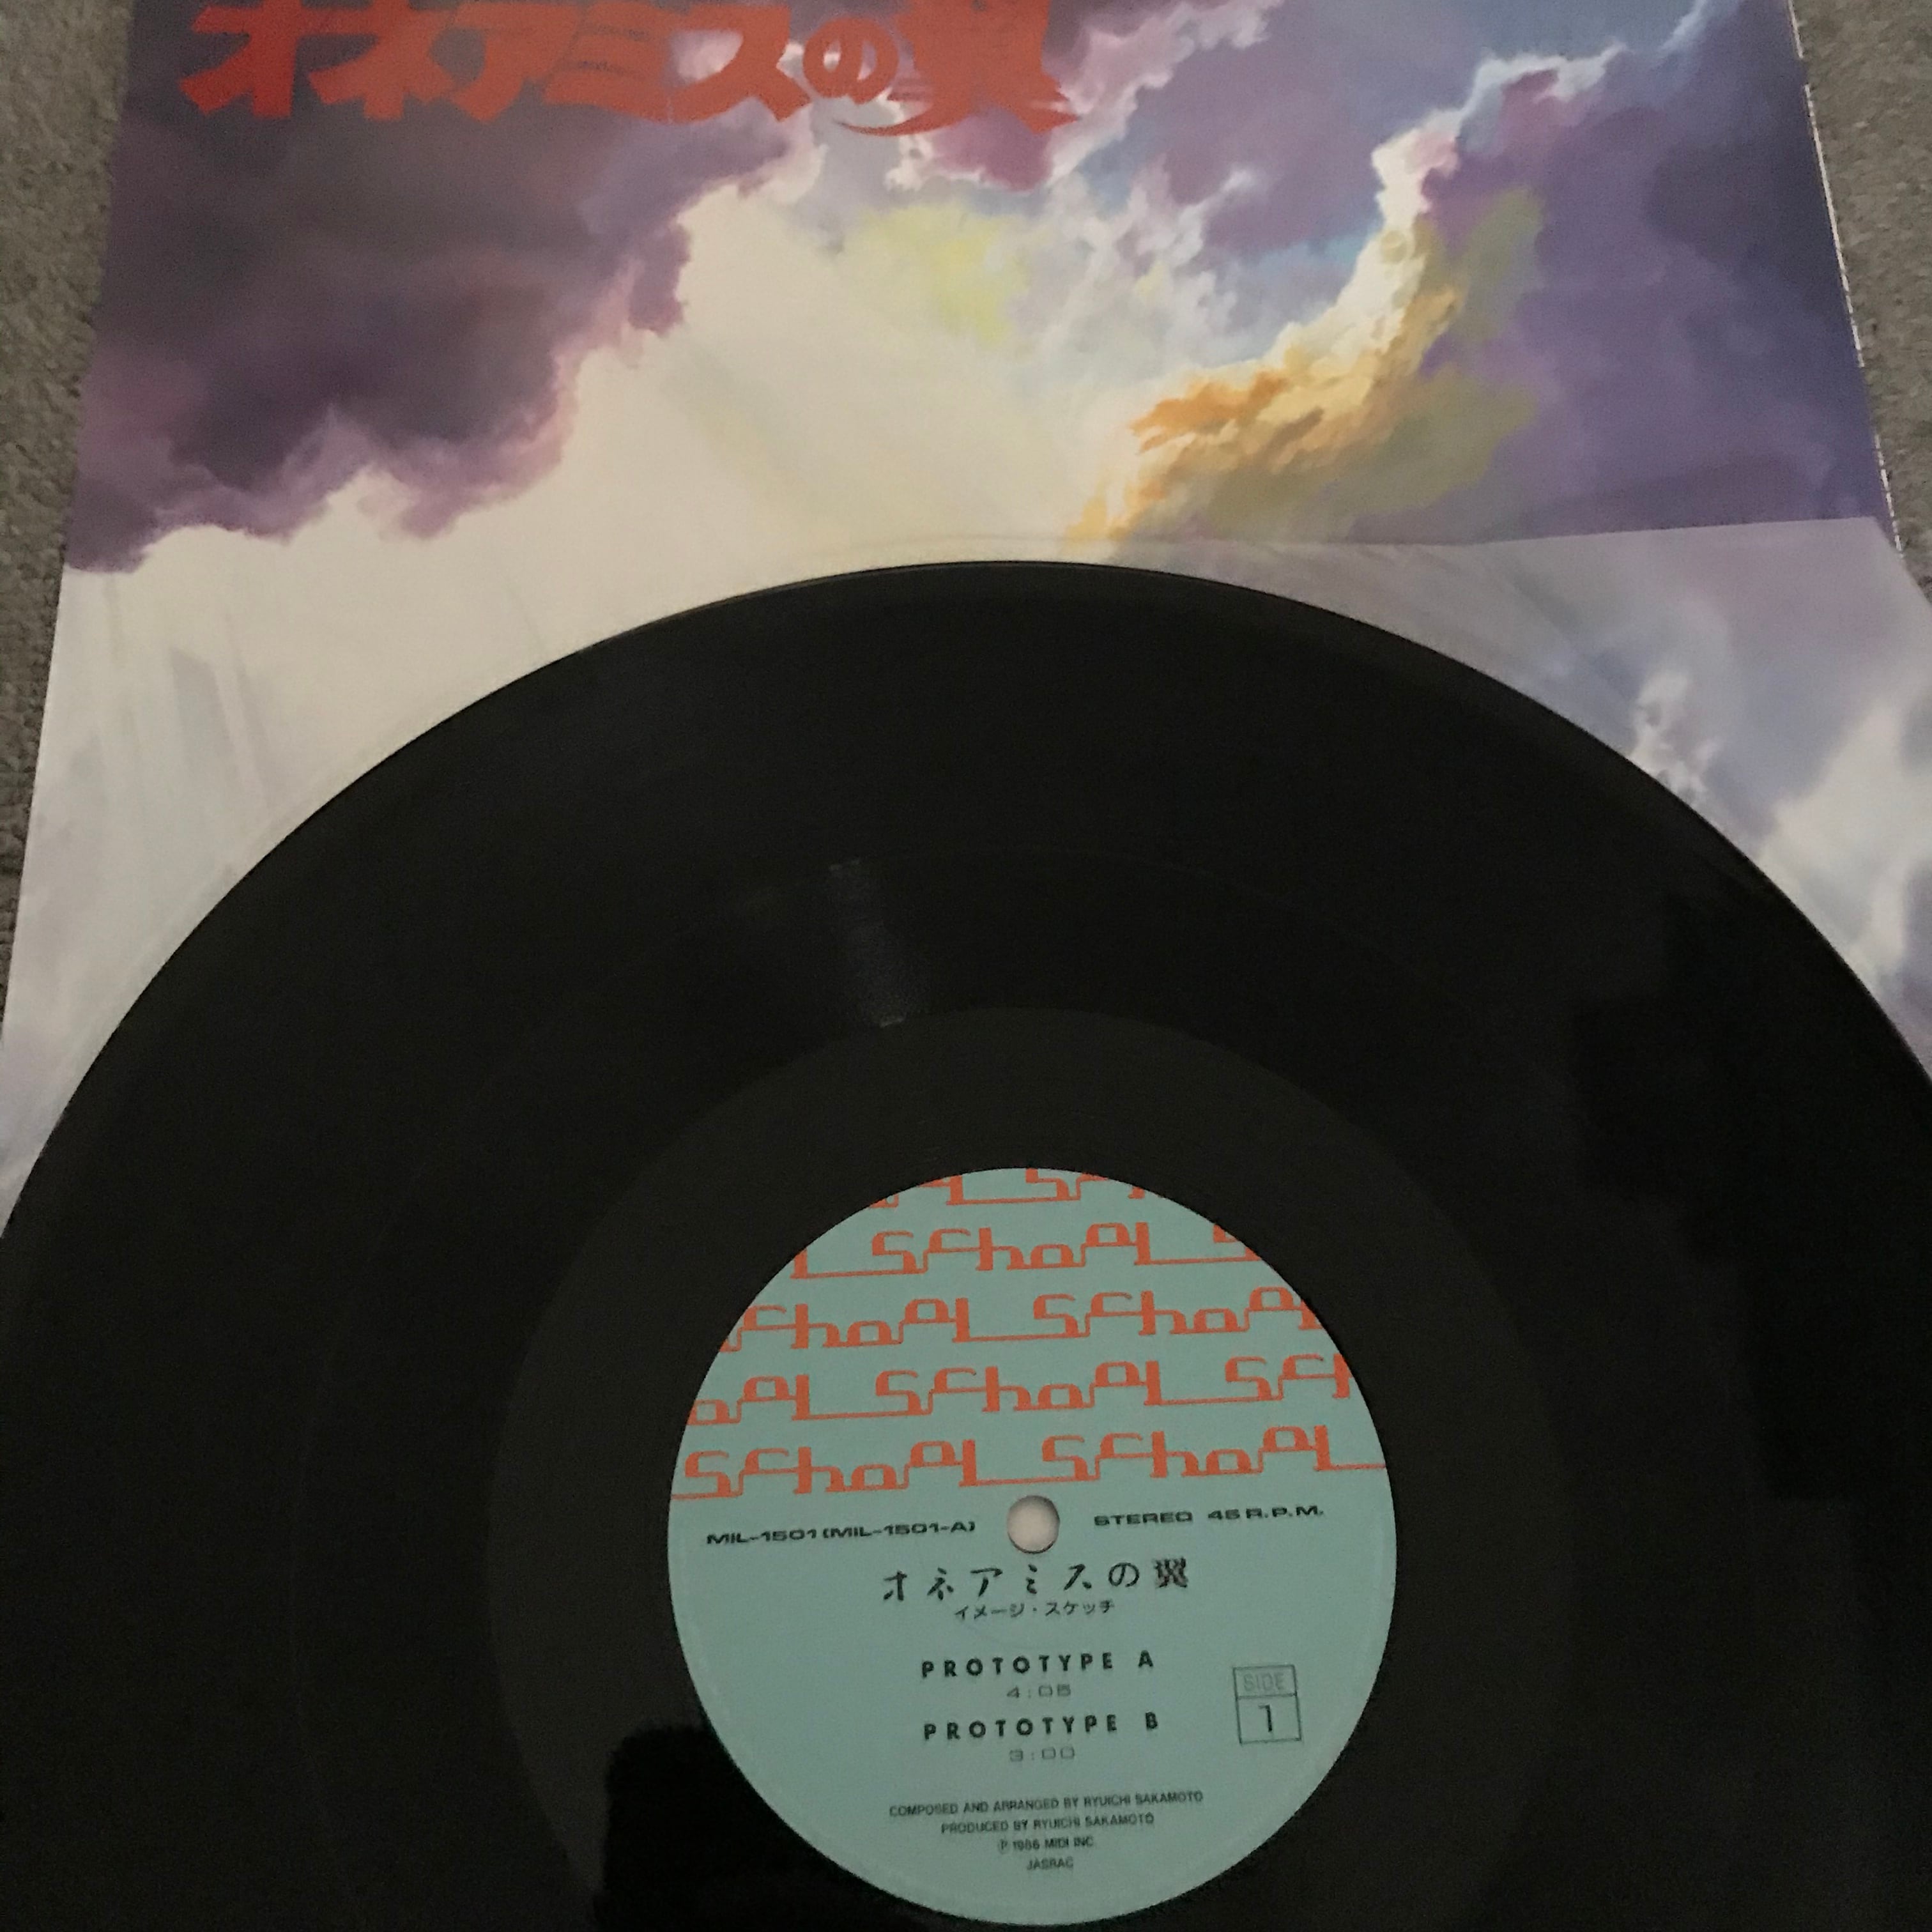 オネアミスの翼
School
School School
School
School School
MIL-1501 (MIL-1501-A) STEREO 45 R.P.M.
オネアミスの翼
イメージ・スケッチ
PROTOTYPE A
4:05
PROTOTYPE B
3:00
SIDE
1
COMPOSED AND ARRANGED BY RYUICHI SAKAMOTO
PRODUCED BY RYUICHI SAKAMOTO
℗ 1986 MIDI INC.
JASRAC